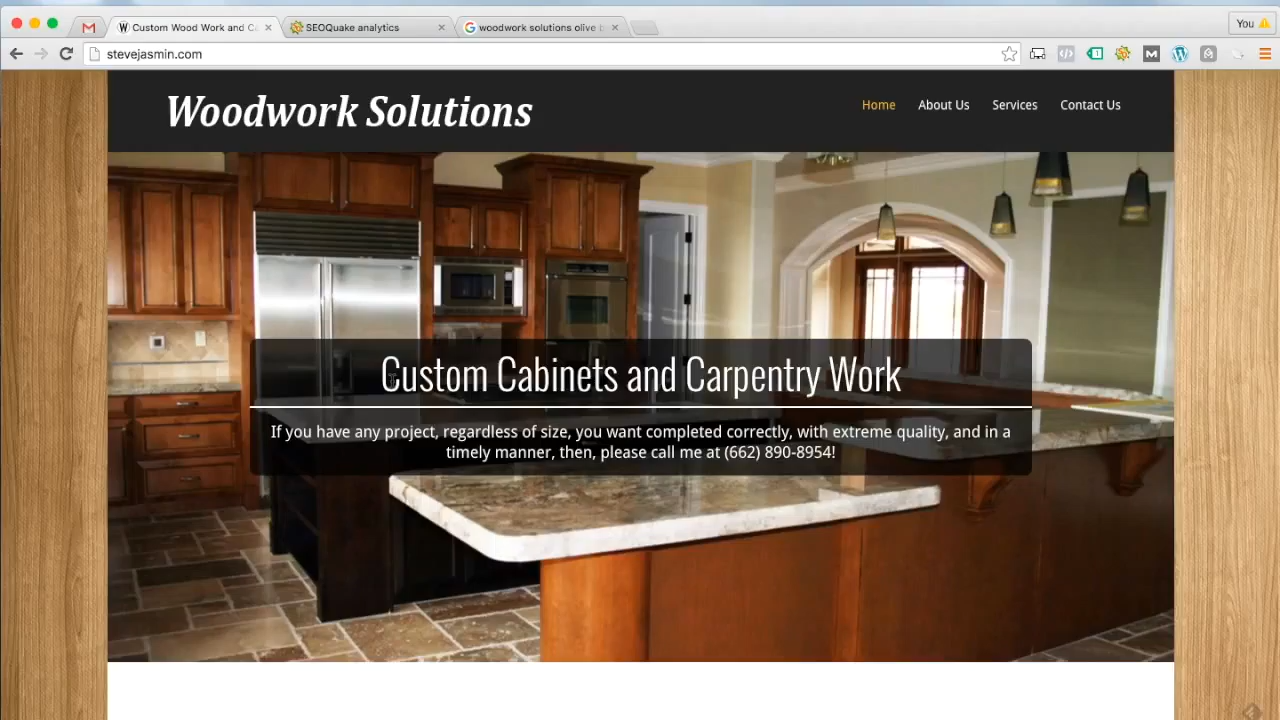 Custom Wood Work and C
SEOQuake analytics
woodwork solutions olive b
You
stevejasmin.com
Woodwork Solutions
Home
About Us
Services
Contact Us
Custom Cabinets and Carpentry Work
If you have any project, regardless of size, you want completed correctly, with extreme quality, and in a
timely manner, then, please call me at (662) 890-8954!